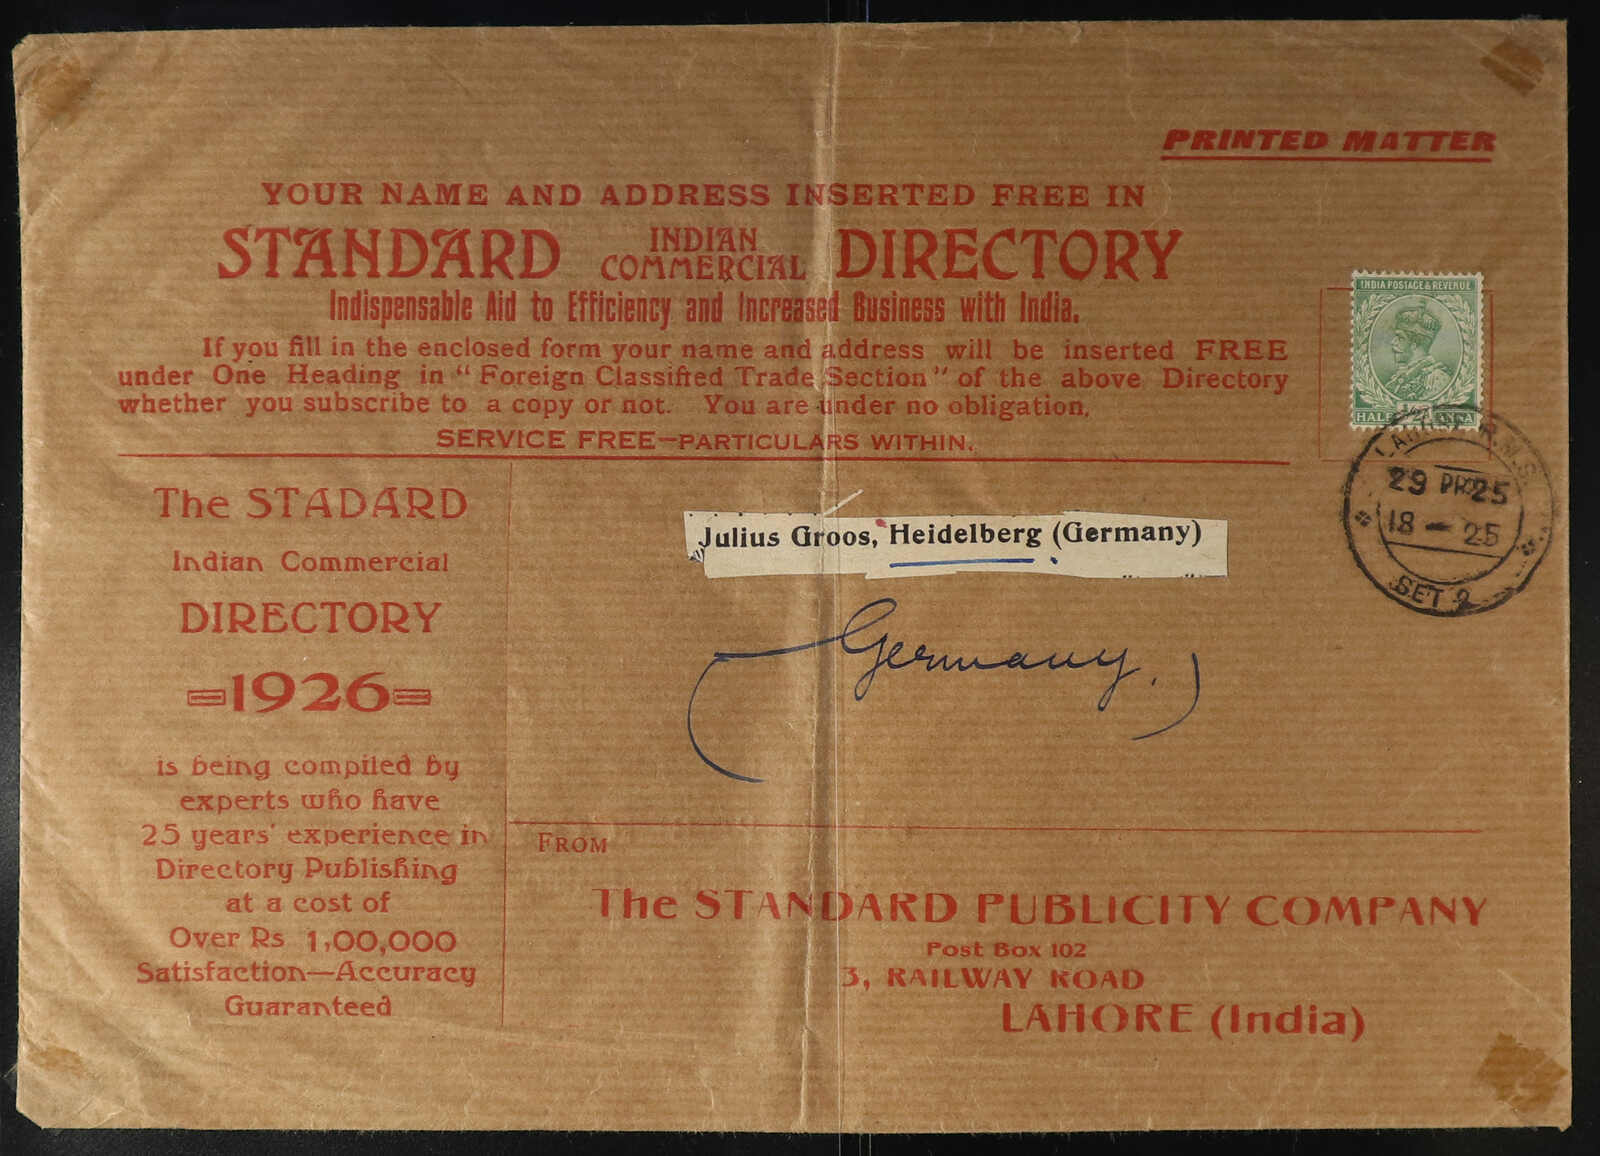 PRINTED MATTER
YOUR NAME AND ADDRESS INSERTED FREE IN
STANDARD INDIAN COMMERCIAL DIRECTORY
Indispensable Aid to Efficiency and Increased Business with India.
If you fill in the enclosed form your name and address will be inserted FREE
under One Heading in "Foreign Classified Trade Section" of the above Directory
whether you subscribe to a copy or not. You are under no obligation.
SERVICE FREE—PARTICULARS WITHIN.
INDIA POSTAGE & REVENUE
HALF ANNA
LAHORE R.M.S.
29 PR 25
18 - 25
SET 2
The STADARD
Indian Commercial
DIRECTORY
1926
is being compiled by
experts who have
25 years' experience in
Directory Publishing
at a cost of
Over Rs 1,00,000
Satisfaction—Accuracy
Guaranteed
Julius Groos, Heidelberg (Germany)
(Germany.)
FROM
The STANDARD PUBLICITY COMPANY
Post Box 102
3, RAILWAY ROAD
LAHORE (India)